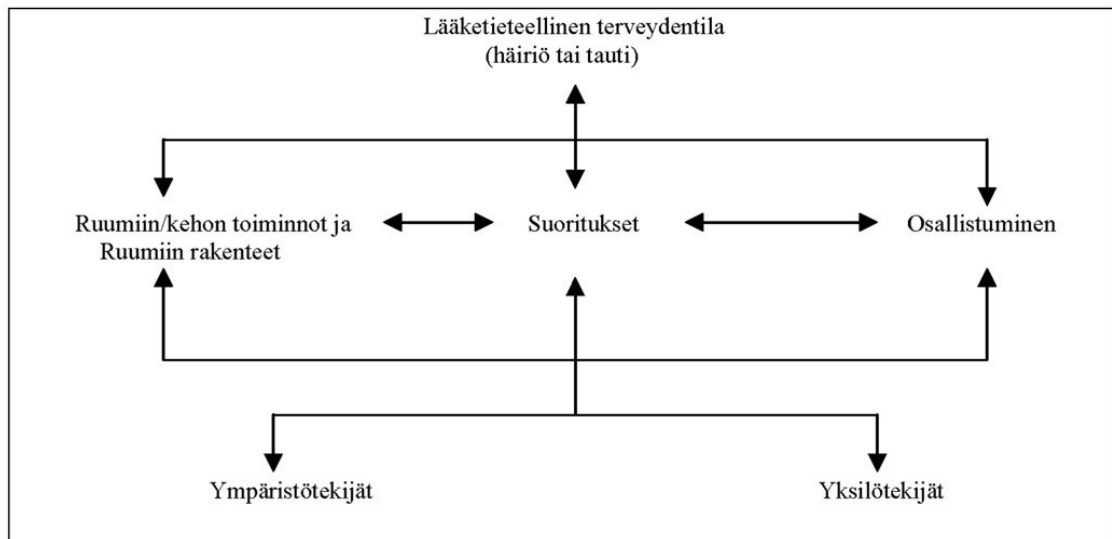 Lääketieteellinen terveydentila
(häiriö tai tauti)
Ruumiin/kehon toiminnot ja
Ruumiin rakenteet
Suoritukset
Osallistuminen
Ympäristötekijät
Yksilötekijät